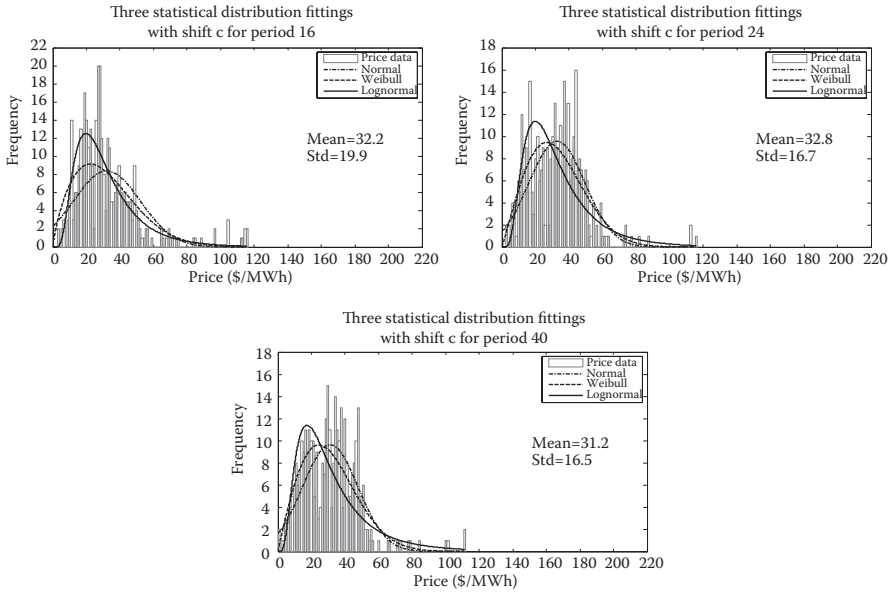 Three statistical distribution fittings
with shift c for period 16
22
20
18
16
14
12
10
8
6
4
2
0
Frequency
Price data
Normal
Weibull
Lognormal
Mean=32.2
Std=19.9
0 20 40 60 80 100 120 140 160 180 200 220
Price ($/MWh)
Three statistical distribution fittings
with shift c for period 24
18
16
14
12
10
8
6
4
2
0
Frequency
Price data
Normal
Weibull
Lognormal
Mean=32.8
Std=16.7
0 20 40 60 80 100 120 140 160 180 200 220
Price ($/MWh)
Three statistical distribution fittings
with shift c for period 40
18
16
14
12
10
8
6
4
2
0
Frequency
Price data
Normal
Weibull
Lognormal
Mean=31.2
Std=16.5
0 20 40 60 80 100 120 140 160 180 200 220
Price ($/MWh)